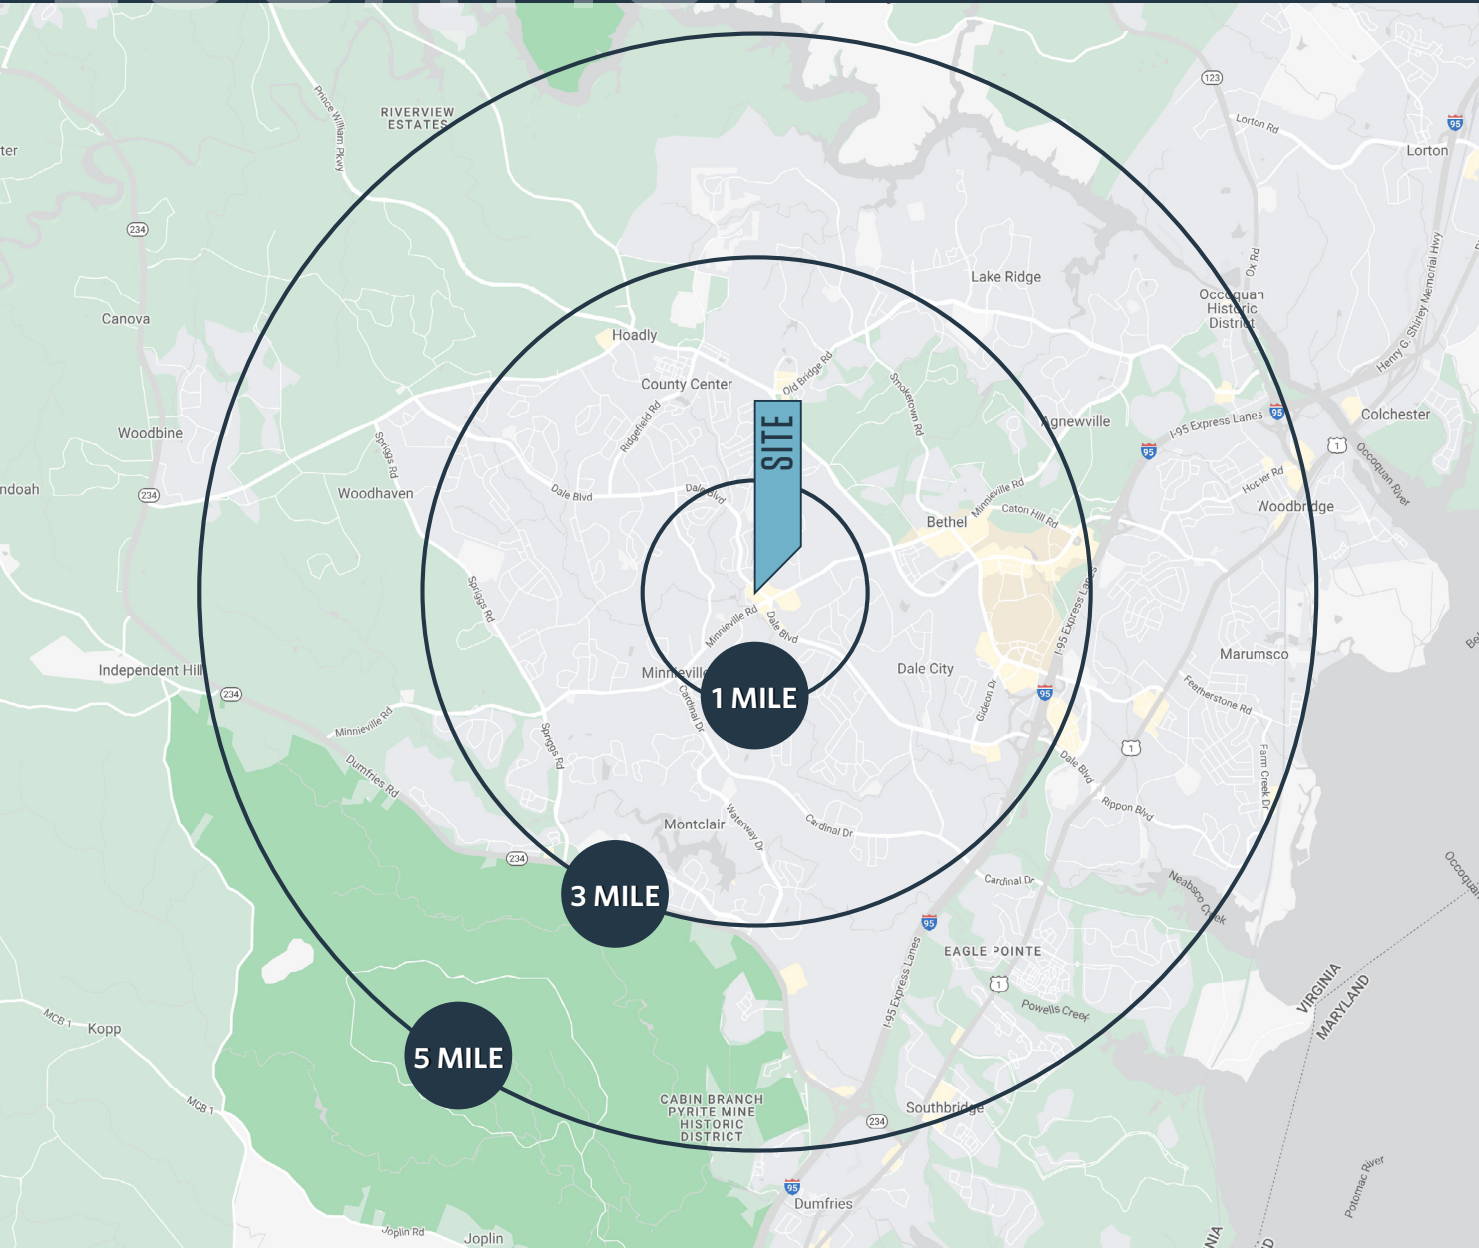 123
Prince William Pkwy
RIVERVIEW
ESTATES
95
Lorton Rd
Lorton
ter
234
Ox Rd
Henry G. Shirley Memorial Hwy
Lake Ridge
Occoquan
Historic
District
Canova
Hoadly
County Center
Old Bridge Rd
Smoketown Rd
Ridgefield Rd
SITE
Agnewville
I-95 Express Lanes
95
Colchester
95
1
Woodbine
Spriggs Rd
Occoquan River
ndoah
234
Woodhaven
Dale Blvd
Dale Blvd
Minnieville Rd
Caton Hill Rd
Bethel
Woodbridge
Spriggs Rd
I-95 Express Lanes
Minnieville Rd
Dale Blvd
Independent Hill
Minnieville
Dale City
Marumsco
234
1 MILE
Cardinal Dr
Gideon Dr
95
Featherstone Rd
Minnieville Rd
Spriggs Rd
1
Dumfries Rd
Dale Blvd
Farm Creek Dr
Rippon Blvd
Montclair
Waterway Dr
Cardinal Dr
234
3 MILE
Cardinal Dr
Neabsco Creek
Occoquan
95
EAGLE POINTE
I-95 Express Lanes
1
Powells Creek
VIRGINIA
MARYLAND
MCB 1
Kopp
5 MILE
MCB 1
CABIN BRANCH
PYRITE MINE
HISTORIC
DISTRICT
Southbridge
234
95
Dumfries
Potomac River
Joplin Rd
Joplin
NIA